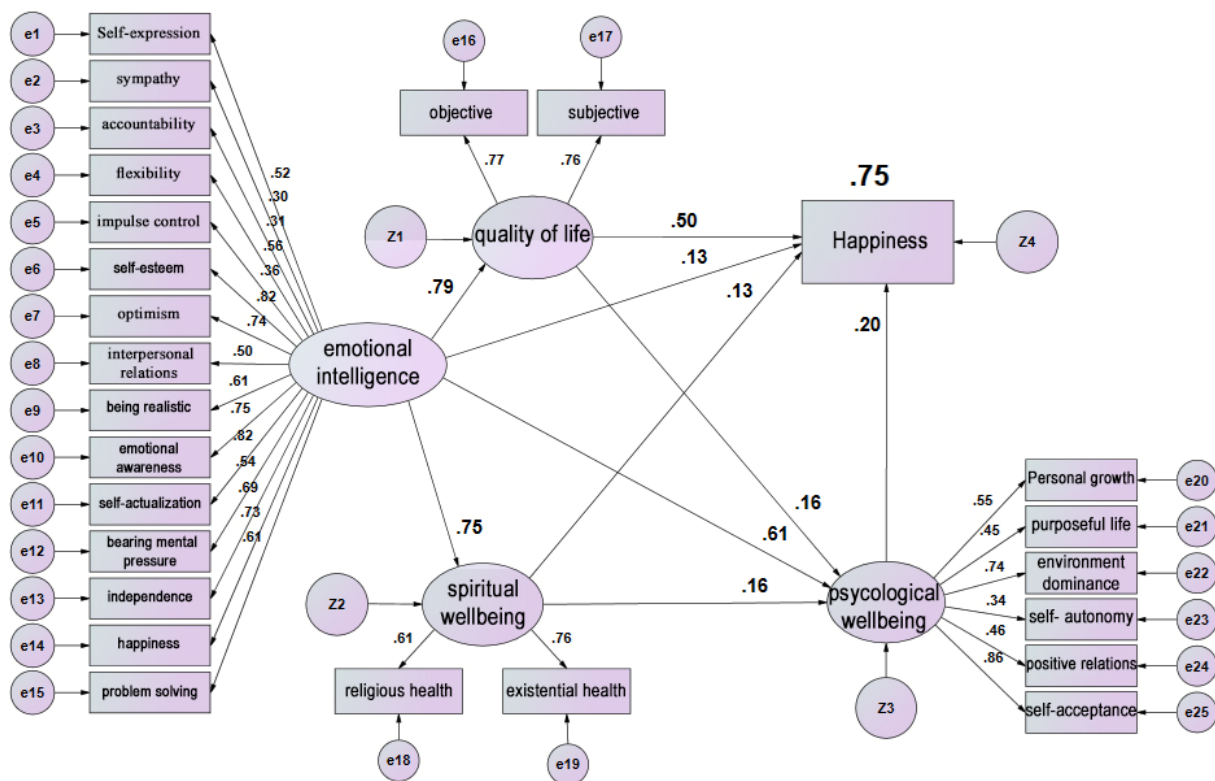 e1
Self-expression
e2
sympathy
e3
accountability
e4
flexibility
e5
impulse control
e6
self-esteem
e7
optimism
e8
interpersonal
relations
e9
being realistic
e10
emotional
awareness
e11
self-actualization
e12
bearing mental
pressure
e13
independence
e14
happiness
e15
problem solving
.52
.30
.31
.56
.36
.82
.74
.50
.61
.75
.82
.54
.69
.73
.61
emotional
intelligence
e16
e17
objective
subjective
.77
.76
Z1
quality of life
.79
.50
.13
.13
.75
Happiness
Z4
.20
.75
.16
.61
.16
Z2
spiritual
wellbeing
.61
.76
religious health
existential health
e18
e19
psycological
wellbeing
Z3
.55
.45
.74
.34
.46
.86
Personal growth
e20
purposeful life
e21
environment
dominance
e22
self- autonomy
e23
positive relations
e24
self-acceptance
e25